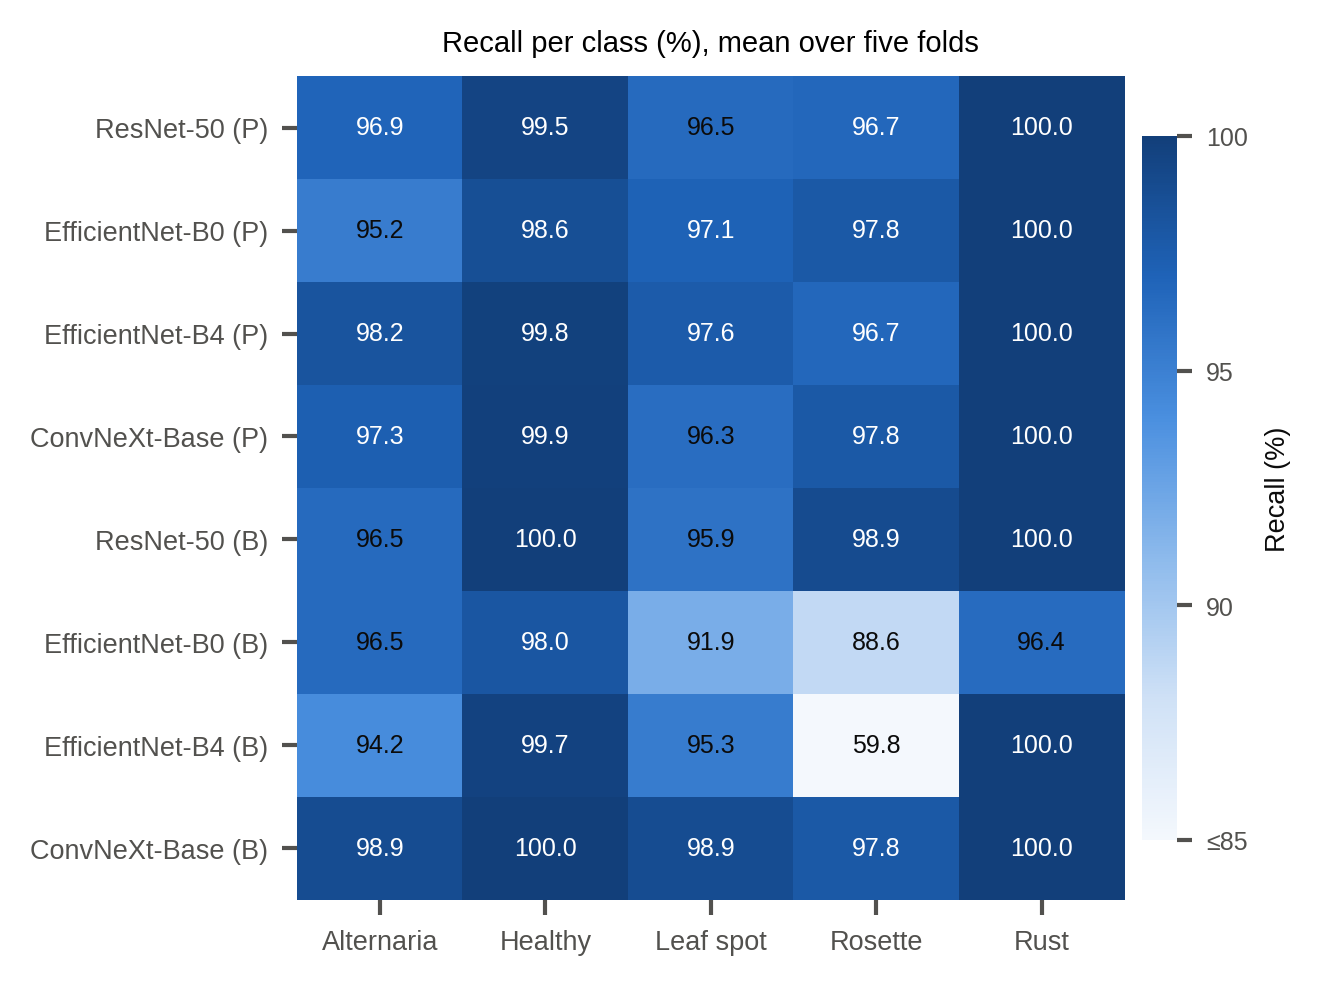 Recall per class (%), mean over five folds
ResNet-50 (P) 96.9 99.5 96.5 96.7 100.0
EfficientNet-B0 (P) 95.2 98.6 97.1 97.8 100.0
EfficientNet-B4 (P) 98.2 99.8 97.6 96.7 100.0
ConvNeXt-Base (P) 97.3 99.9 96.3 97.8 100.0
ResNet-50 (B) 96.5 100.0 95.9 98.9 100.0
EfficientNet-B0 (B) 96.5 98.0 91.9 88.6 96.4
EfficientNet-B4 (B) 94.2 99.7 95.3 59.8 100.0
ConvNeXt-Base (B) 98.9 100.0 98.9 97.8 100.0
Alternaria Healthy Leaf spot Rosette Rust
100
95
90
≤85
Recall (%)